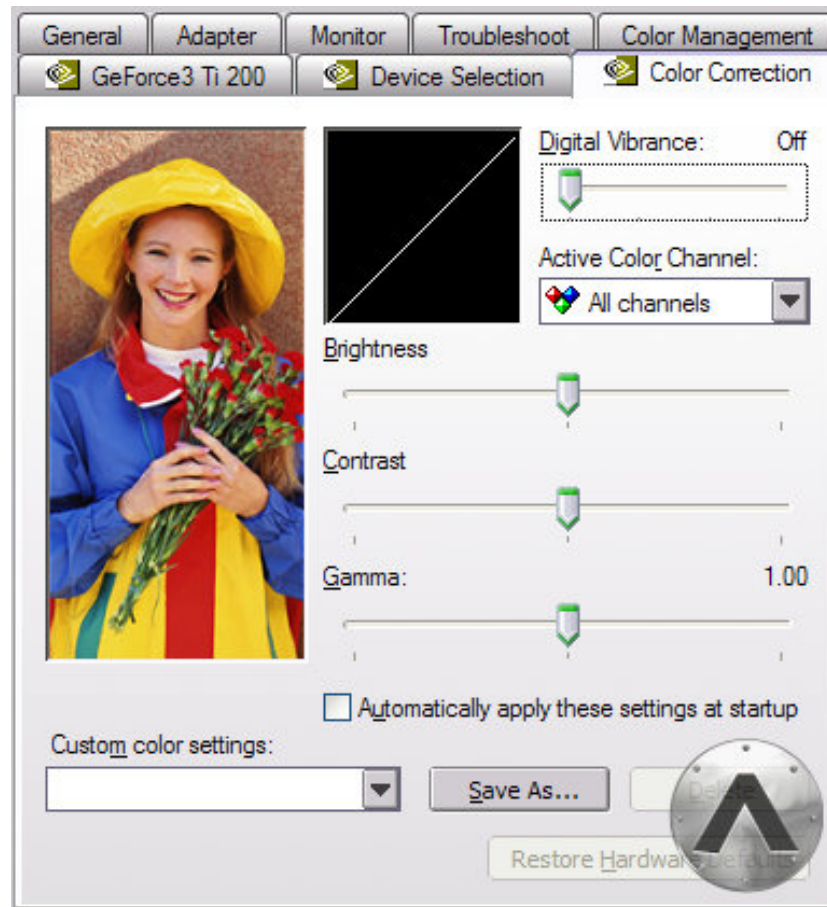 General Adapter Monitor Troubleshoot Color Management
GeForce3 Ti 200 Device Selection Color Correction
Digital Vibrance: Off
Active Color Channel:
All channels
Brightness
Contrast
Gamma: 1.00
Automatically apply these settings at startup
Custom color settings:
Save As... Delete
Restore Hardware Defaults